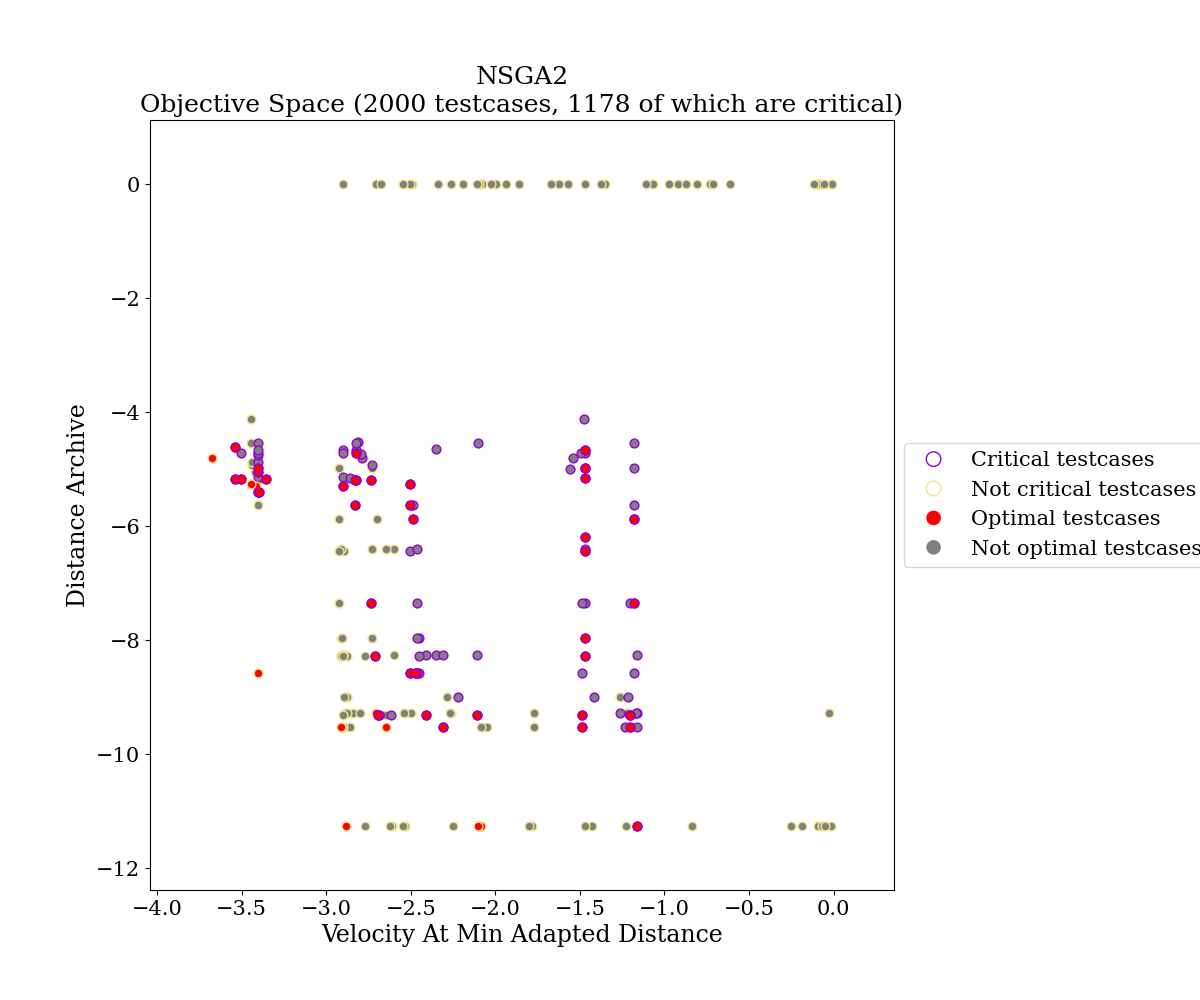 NSGA2
Objective Space (2000 testcases, 1178 of which are critical)
0
−2
−4
−6
−8
−10
−12
Distance Archive
−4.0 −3.5 −3.0 −2.5 −2.0 −1.5 −1.0 −0.5 0.0
Velocity At Min Adapted Distance
Critical testcases
Not critical testcases
Optimal testcases
Not optimal testcases